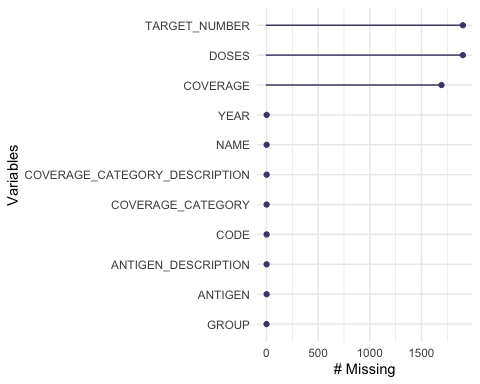 TARGET_NUMBER
DOSES
COVERAGE
YEAR
NAME
COVERAGE_CATEGORY_DESCRIPTION
COVERAGE_CATEGORY
CODE
ANTIGEN_DESCRIPTION
ANTIGEN
GROUP
Variables
0 500 1000 1500
# Missing